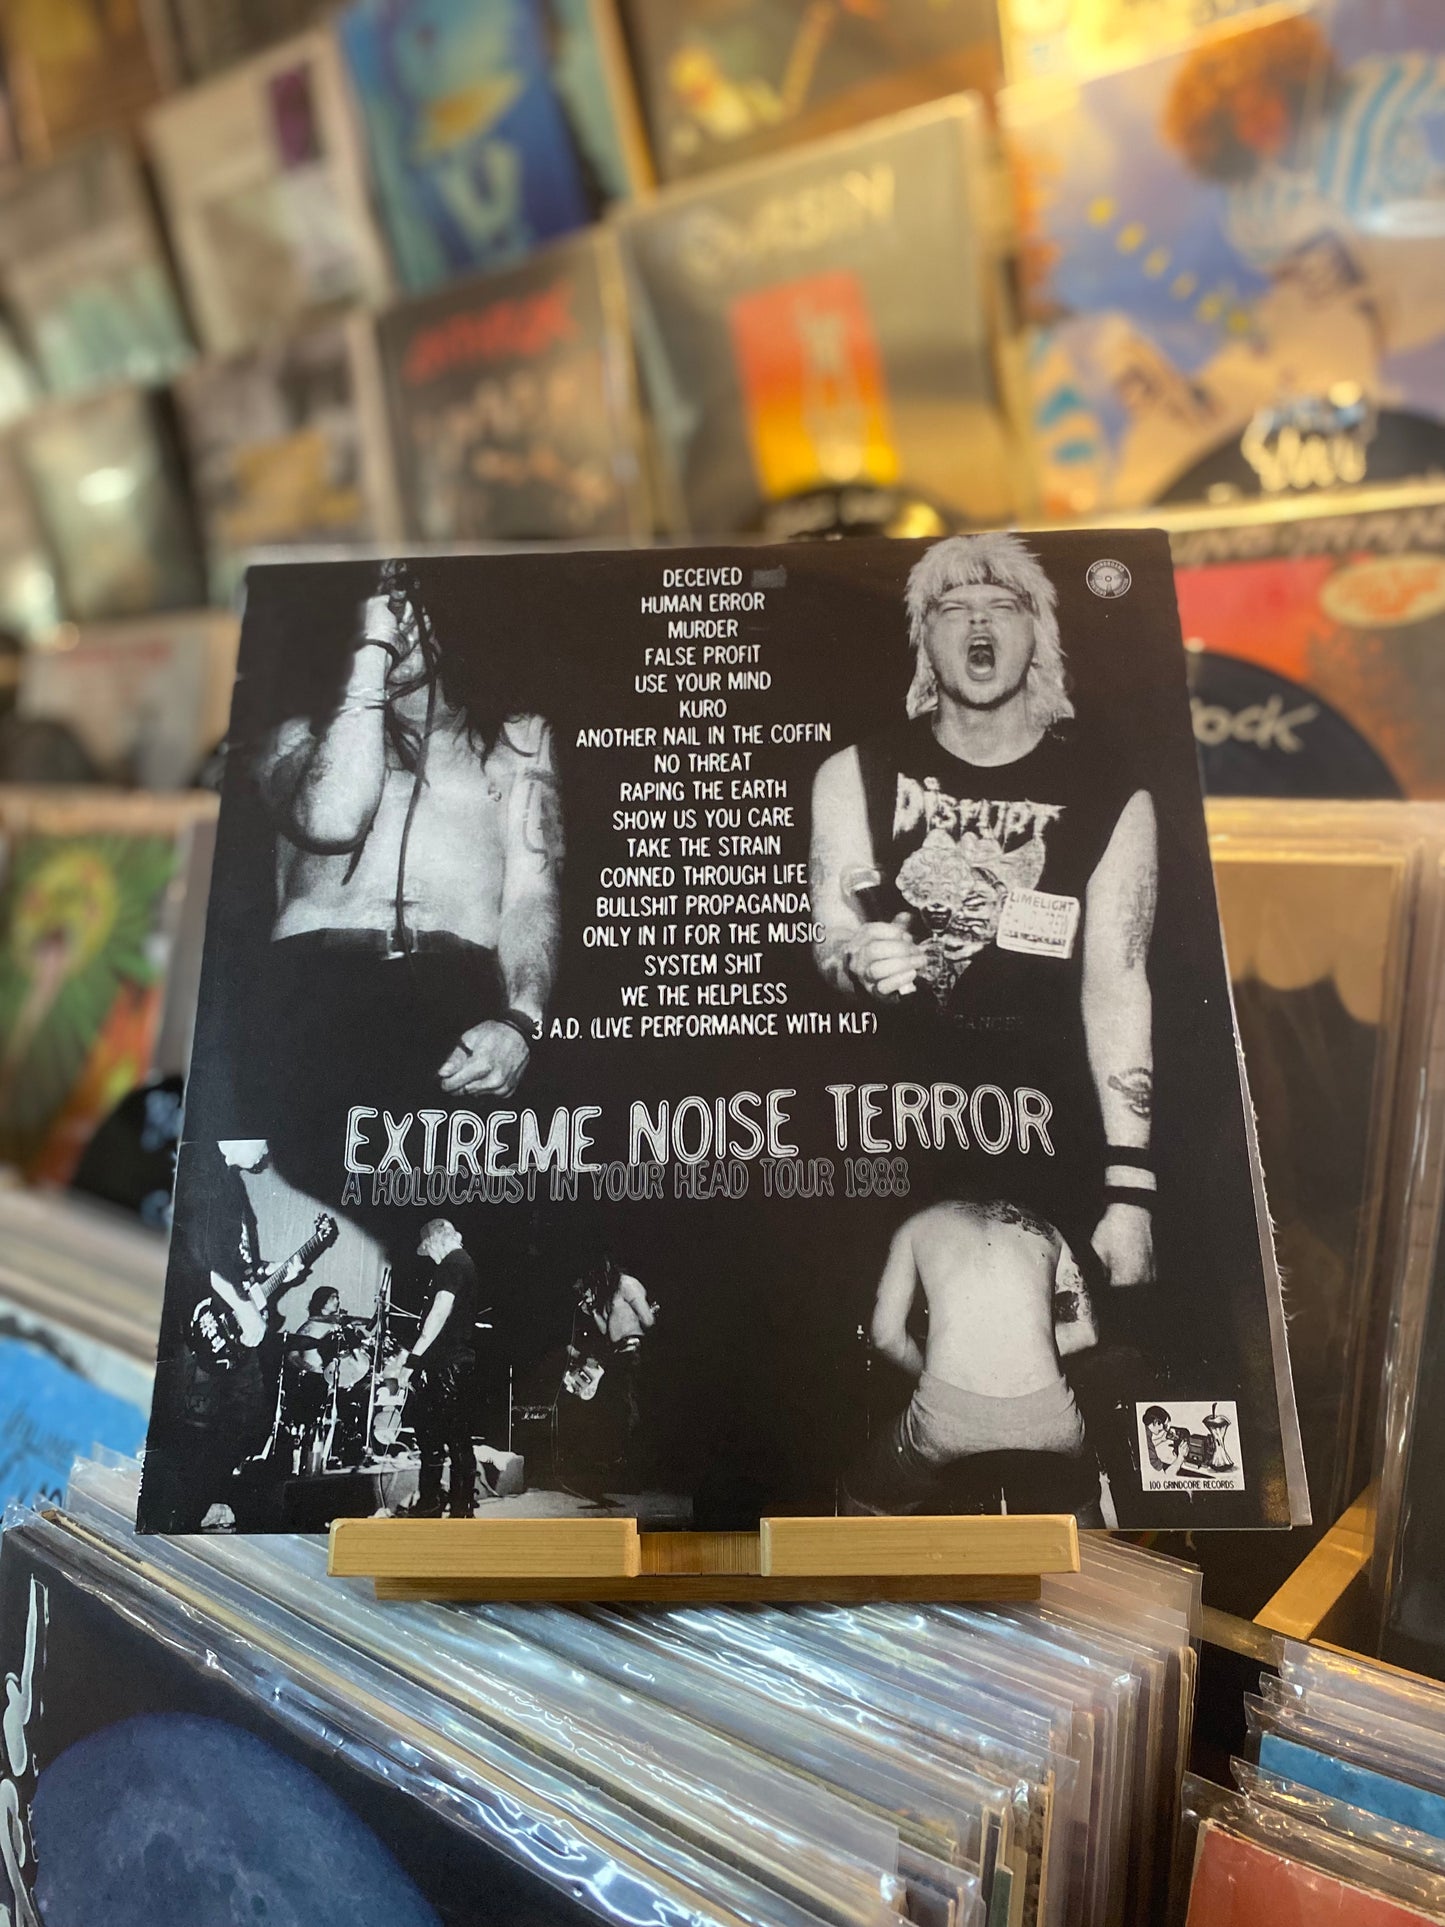 DECEIVED
HUMAN ERROR
MURDER
FALSE PROFIT
USE YOUR MIND
KURO
ANOTHER NAIL IN THE COFFIN
NO THREAT
RAPING THE EARTH
SHOW US YOU CARE
TAKE THE STRAIN
CONNED THROUGH LIFE
BULLSHIT PROPAGANDA
ONLY IN IT FOR THE MUSIC
SYSTEM SHIT
WE THE HELPLESS
3 A.D. (LIVE PERFORMANCE WITH KLF)
DISRUPT
LIMELIGHT
EXTREME NOISE TERROR
A HOLOCAUST IN YOUR HEAD TOUR 1988
100 GRINDCORE RECORDS